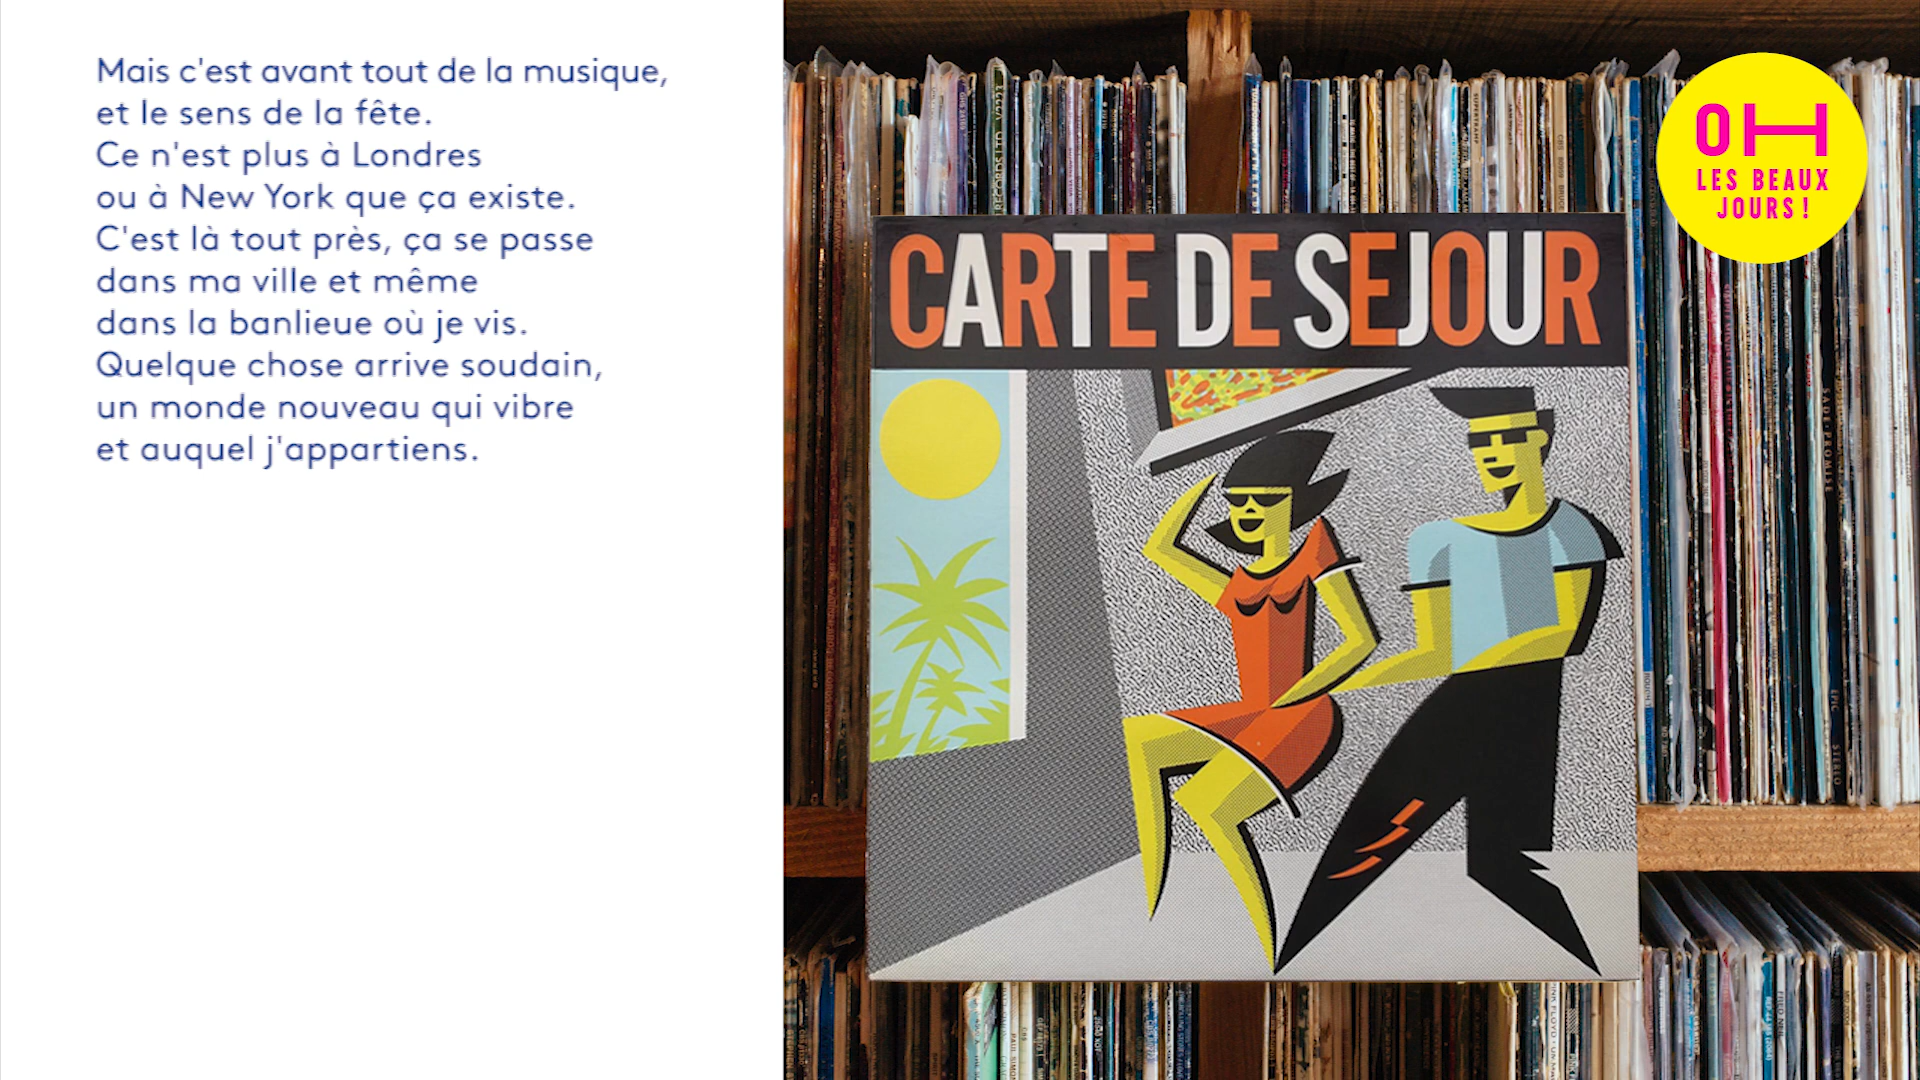 Mais c'est avant tout de la musique,
et le sens de la fête.
Ce n'est plus à Londres
ou à New York que ça existe.
C'est là tout près, ça se passe
dans ma ville et même
dans la banlieue où je vis.
Quelque chose arrive soudain,
un monde nouveau qui vibre
et auquel j'appartiens.
OH
LES BEAUX
JOURS!
CARTE DE SEJOUR